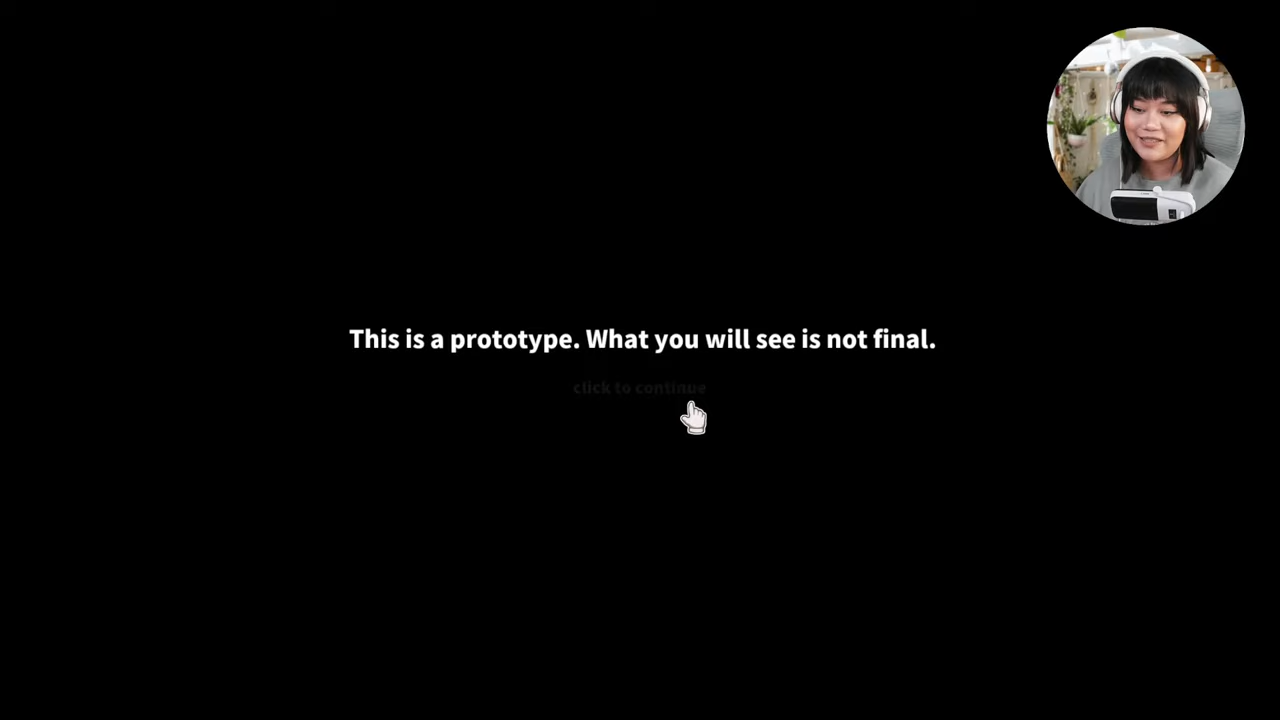 This is a prototype. What you will see is not final.
click to continue